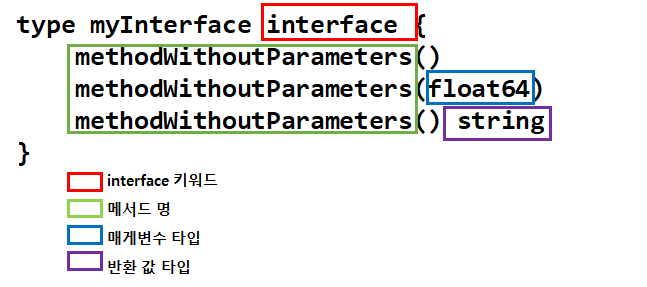 type myInterface interface {
methodWithoutParameters()
methodWithoutParameters(float64)
methodWithoutParameters() string
}
interface 키워드
메서드 명
매게변수 타입
반환 값 타입